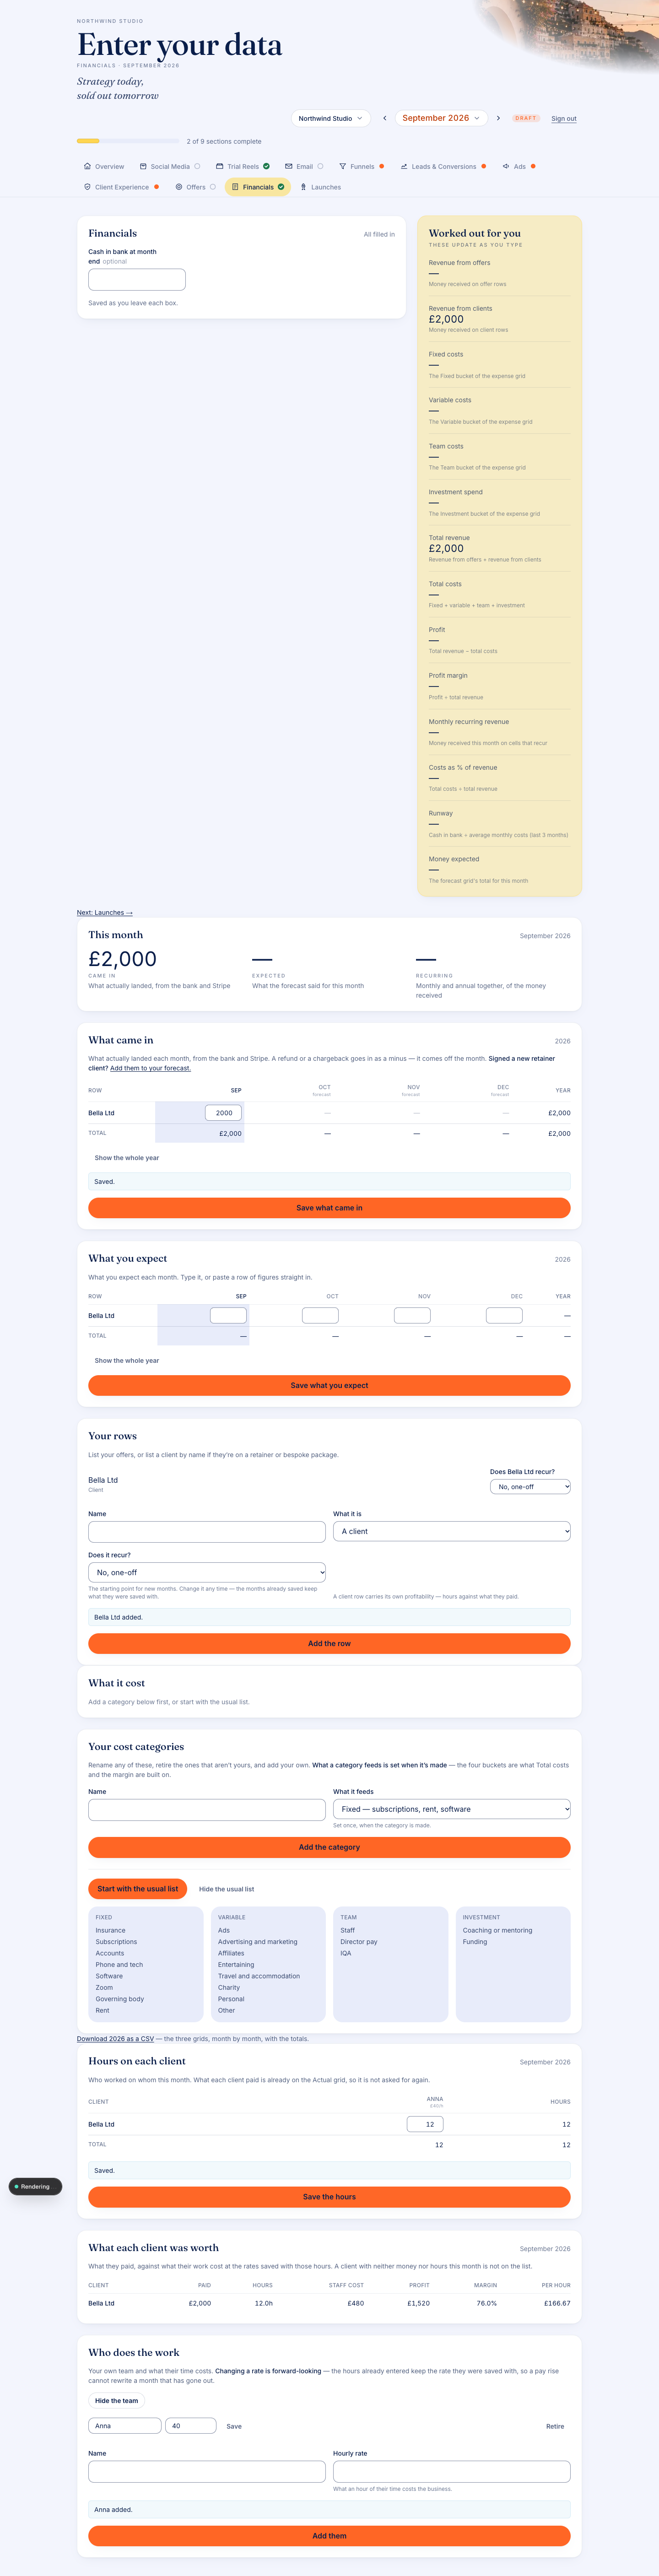 NORTHWIND STUDIO
Enter your data
FINANCIALS · SEPTEMBER 2026
Strategy today,
sold out tomorrow
Northwind Studio
September 2026
DRAFT
Sign out
2 of 9 sections complete
Overview
Social Media
Trial Reels
Email
Funnels
Leads & Conversions
Ads
Client Experience
Offers
Financials
Launches
Financials
All filled in
Cash in bank at month
end optional
Saved as you leave each box.
Worked out for you
THESE UPDATE AS YOU TYPE
Revenue from offers
—
Money received on offer rows
Revenue from clients
£2,000
Money received on client rows
Fixed costs
—
The Fixed bucket of the expense grid
Variable costs
—
The Variable bucket of the expense grid
Team costs
—
The Team bucket of the expense grid
Investment spend
—
The Investment bucket of the expense grid
Total revenue
£2,000
Revenue from offers + revenue from clients
Total costs
—
Fixed + variable + team + investment
Profit
—
Total revenue − total costs
Profit margin
—
Profit ÷ total revenue
Monthly recurring revenue
—
Money received this month on cells that recur
Costs as % of revenue
—
Total costs ÷ total revenue
Runway
—
Cash in bank ÷ average monthly costs (last 3 months)
Money expected
—
The forecast grid's total for this month
Next: Launches →
This month
September 2026
£2,000
CAME IN
What actually landed, from the bank and Stripe
—
EXPECTED
What the forecast said for this month
—
RECURRING
Monthly and annual together, of the money
received
What came in
2026
What actually landed each month, from the bank and Stripe. A refund or a chargeback goes in as a minus — it comes off the month. Signed a new retainer
client? Add them to your forecast.
ROW SEP OCT NOV DEC YEAR
forecast forecast forecast
Bella Ltd 2000 — — — £2,000
TOTAL £2,000 — — — £2,000
Show the whole year
Saved.
Save what came in
What you expect
2026
What you expect each month. Type it, or paste a row of figures straight in.
ROW SEP OCT NOV DEC YEAR
Bella Ltd —
TOTAL — — — — —
Show the whole year
Save what you expect
Your rows
List your offers, or list a client by name if they're on a retainer or bespoke package.
Bella Ltd
Client
Does Bella Ltd recur?
No, one-off
Name
What it is
A client
Does it recur?
No, one-off
The starting point for new months. Change it any time — the months already saved keep
what they were saved with.
A client row carries its own profitability — hours against what they paid.
Bella Ltd added.
Add the row
What it cost
Add a category below first, or start with the usual list.
Your cost categories
Rename any of these, retire the ones that aren't yours, and add your own. What a category feeds is set when it's made — the four buckets are what Total costs
and the margin are built on.
Name
What it feeds
Fixed — subscriptions, rent, software
Set once, when the category is made.
Add the category
Start with the usual list
Hide the usual list
FIXED
Insurance
Subscriptions
Accounts
Phone and tech
Software
Zoom
Governing body
Rent
VARIABLE
Ads
Advertising and marketing
Affiliates
Entertaining
Travel and accommodation
Charity
Personal
Other
TEAM
Staff
Director pay
IQA
INVESTMENT
Coaching or mentoring
Funding
Download 2026 as a CSV — the three grids, month by month, with the totals.
Hours on each client
September 2026
Who worked on whom this month. What each client paid is already on the Actual grid, so it is not asked for again.
CLIENT ANNA HOURS
£40/h
Bella Ltd 12 12
TOTAL 12 12
Saved.
Rendering
Save the hours
What each client was worth
September 2026
What they paid, against what their work cost at the rates saved with those hours. A client with neither money nor hours this month is not on the list.
CLIENT PAID HOURS STAFF COST PROFIT MARGIN PER HOUR
Bella Ltd £2,000 12.0h £480 £1,520 76.0% £166.67
Who does the work
Your own team and what their time costs. Changing a rate is forward-looking — the hours already entered keep the rate they were saved with, so a pay rise
cannot rewrite a month that has gone out.
Hide the team
Anna 40 Save Retire
Name
Hourly rate
What an hour of their time costs the business.
Anna added.
Add them